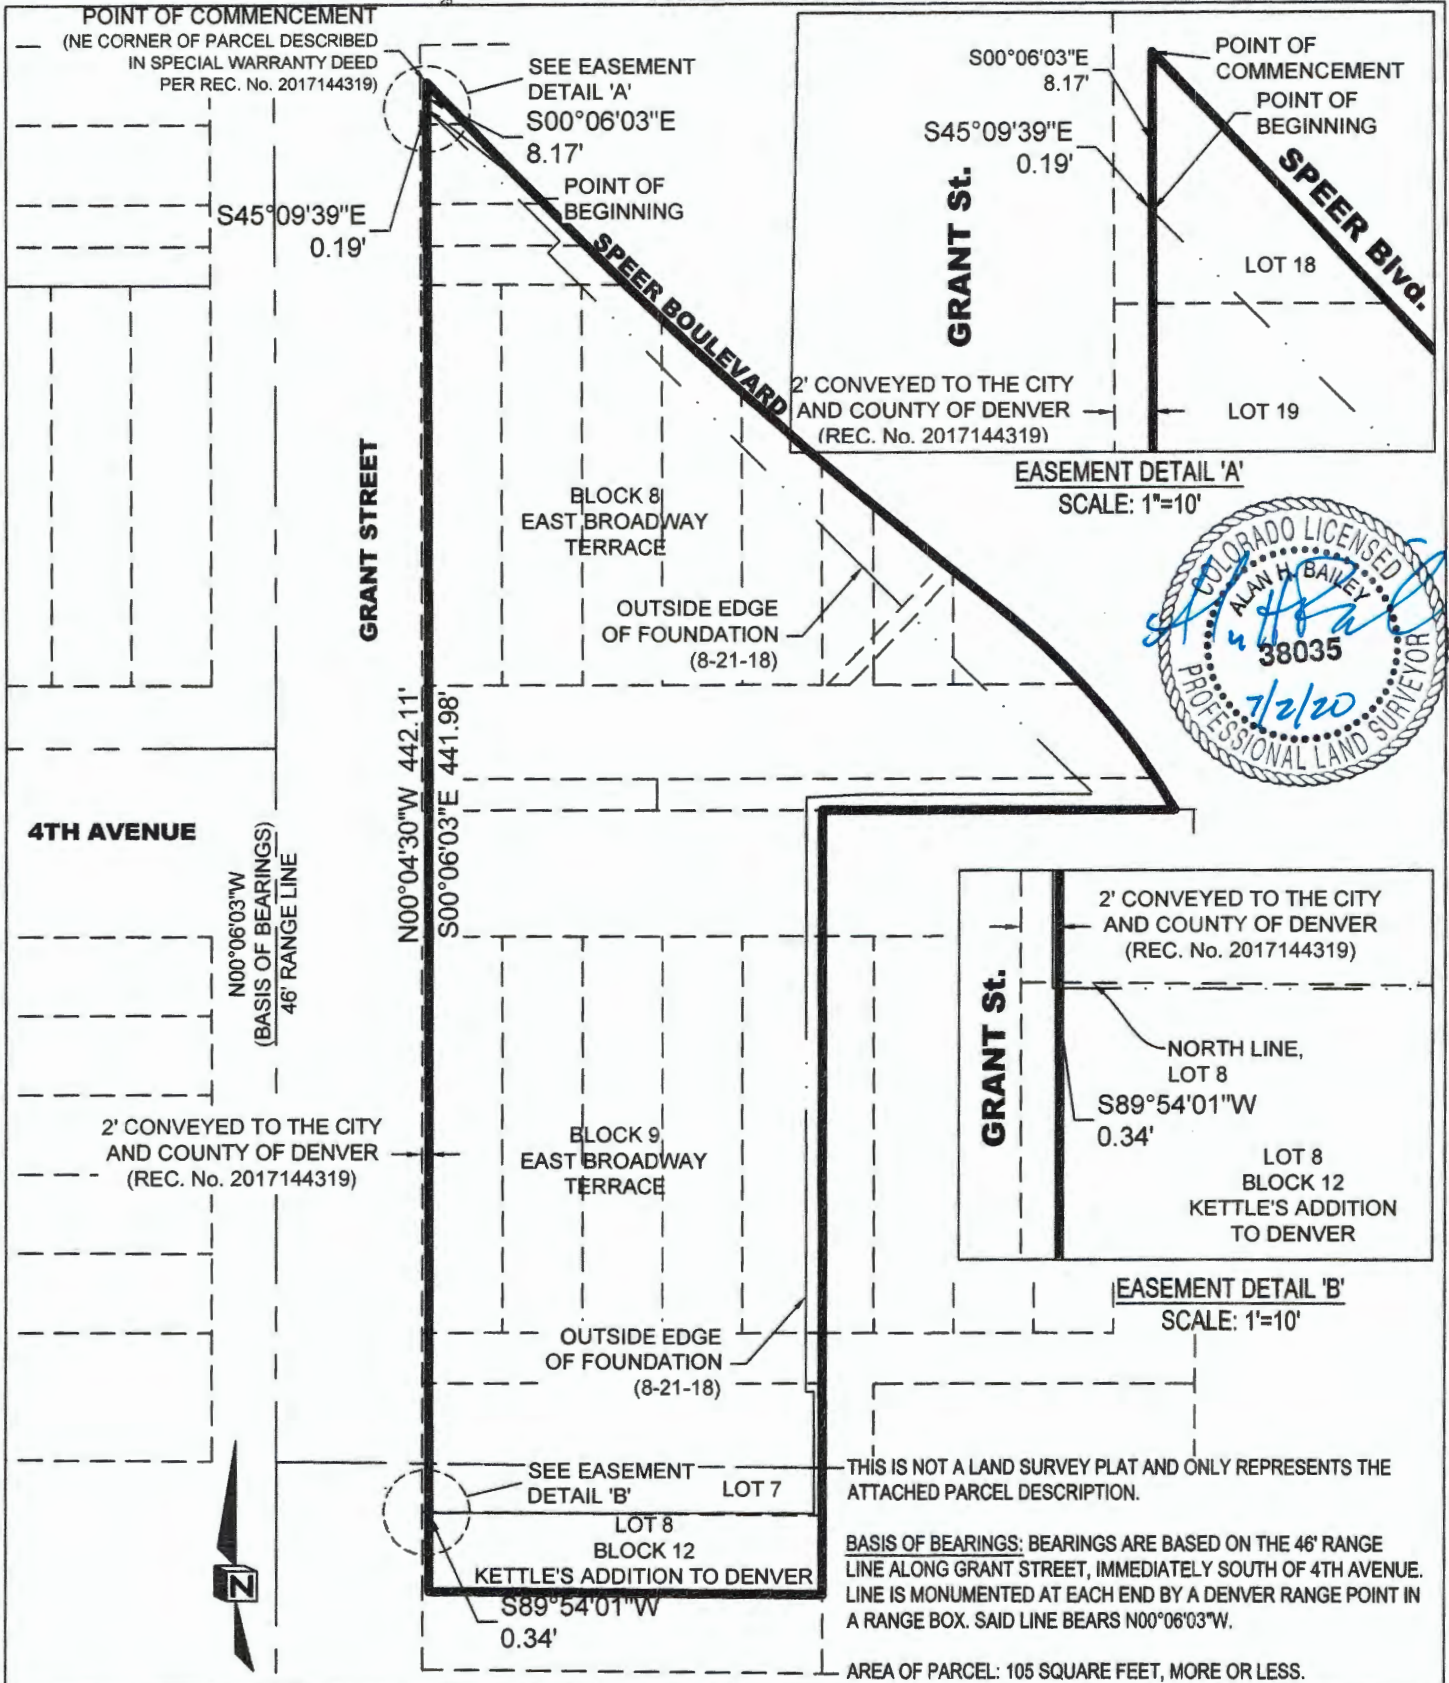 POINT OF COMMENCEMENT
(NE CORNER OF PARCEL DESCRIBED
IN SPECIAL WARRANTY DEED
PER REC. No. 2017144319)
SEE EASEMENT
DETAIL 'A'
S00°06'03"E
8.17'
POINT OF
BEGINNING
S45°09'39"E
0.19'
SPEER BOULEVARD
S00°06'03"E
8.17'
POINT OF
COMMENCEMENT
POINT OF
BEGINNING
S45°09'39"E
0.19'
GRANT St.
SPEER Blvd.
LOT 18
2' CONVEYED TO THE CITY
AND COUNTY OF DENVER
(REC. No. 2017144319)
LOT 19
EASEMENT DETAIL 'A'
SCALE: 1"=10'
GRANT STREET
BLOCK 8
EAST BROADWAY
TERRACE
OUTSIDE EDGE
OF FOUNDATION
(8-21-18)
COLORADO LICENSED
ALAN H. BAILEY
38035
7/2/20
PROFESSIONAL LAND SURVEYOR
N00°04'30"W 442.11'
S00°06'03"E 441.98'
4TH AVENUE
N00°06'03"W
(BASIS OF BEARINGS)
46' RANGE LINE
2' CONVEYED TO THE CITY
AND COUNTY OF DENVER
(REC. No. 2017144319)
GRANT St.
NORTH LINE,
LOT 8
S89°54'01"W
0.34'
LOT 8
BLOCK 12
KETTLE'S ADDITION
TO DENVER
EASEMENT DETAIL 'B'
SCALE: 1'=10'
2' CONVEYED TO THE CITY
AND COUNTY OF DENVER
(REC. No. 2017144319)
BLOCK 9
EAST BROADWAY
TERRACE
OUTSIDE EDGE
OF FOUNDATION
(8-21-18)
SEE EASEMENT
DETAIL 'B'
LOT 7
LOT 8
BLOCK 12
KETTLE'S ADDITION TO DENVER
S89°54'01"W
0.34'
N
THIS IS NOT A LAND SURVEY PLAT AND ONLY REPRESENTS THE
ATTACHED PARCEL DESCRIPTION.
BASIS OF BEARINGS: BEARINGS ARE BASED ON THE 46' RANGE
LINE ALONG GRANT STREET, IMMEDIATELY SOUTH OF 4TH AVENUE.
LINE IS MONUMENTED AT EACH END BY A DENVER RANGE POINT IN
A RANGE BOX. SAID LINE BEARS N00°06'03"W.
AREA OF PARCEL: 105 SQUARE FEET, MORE OR LESS.